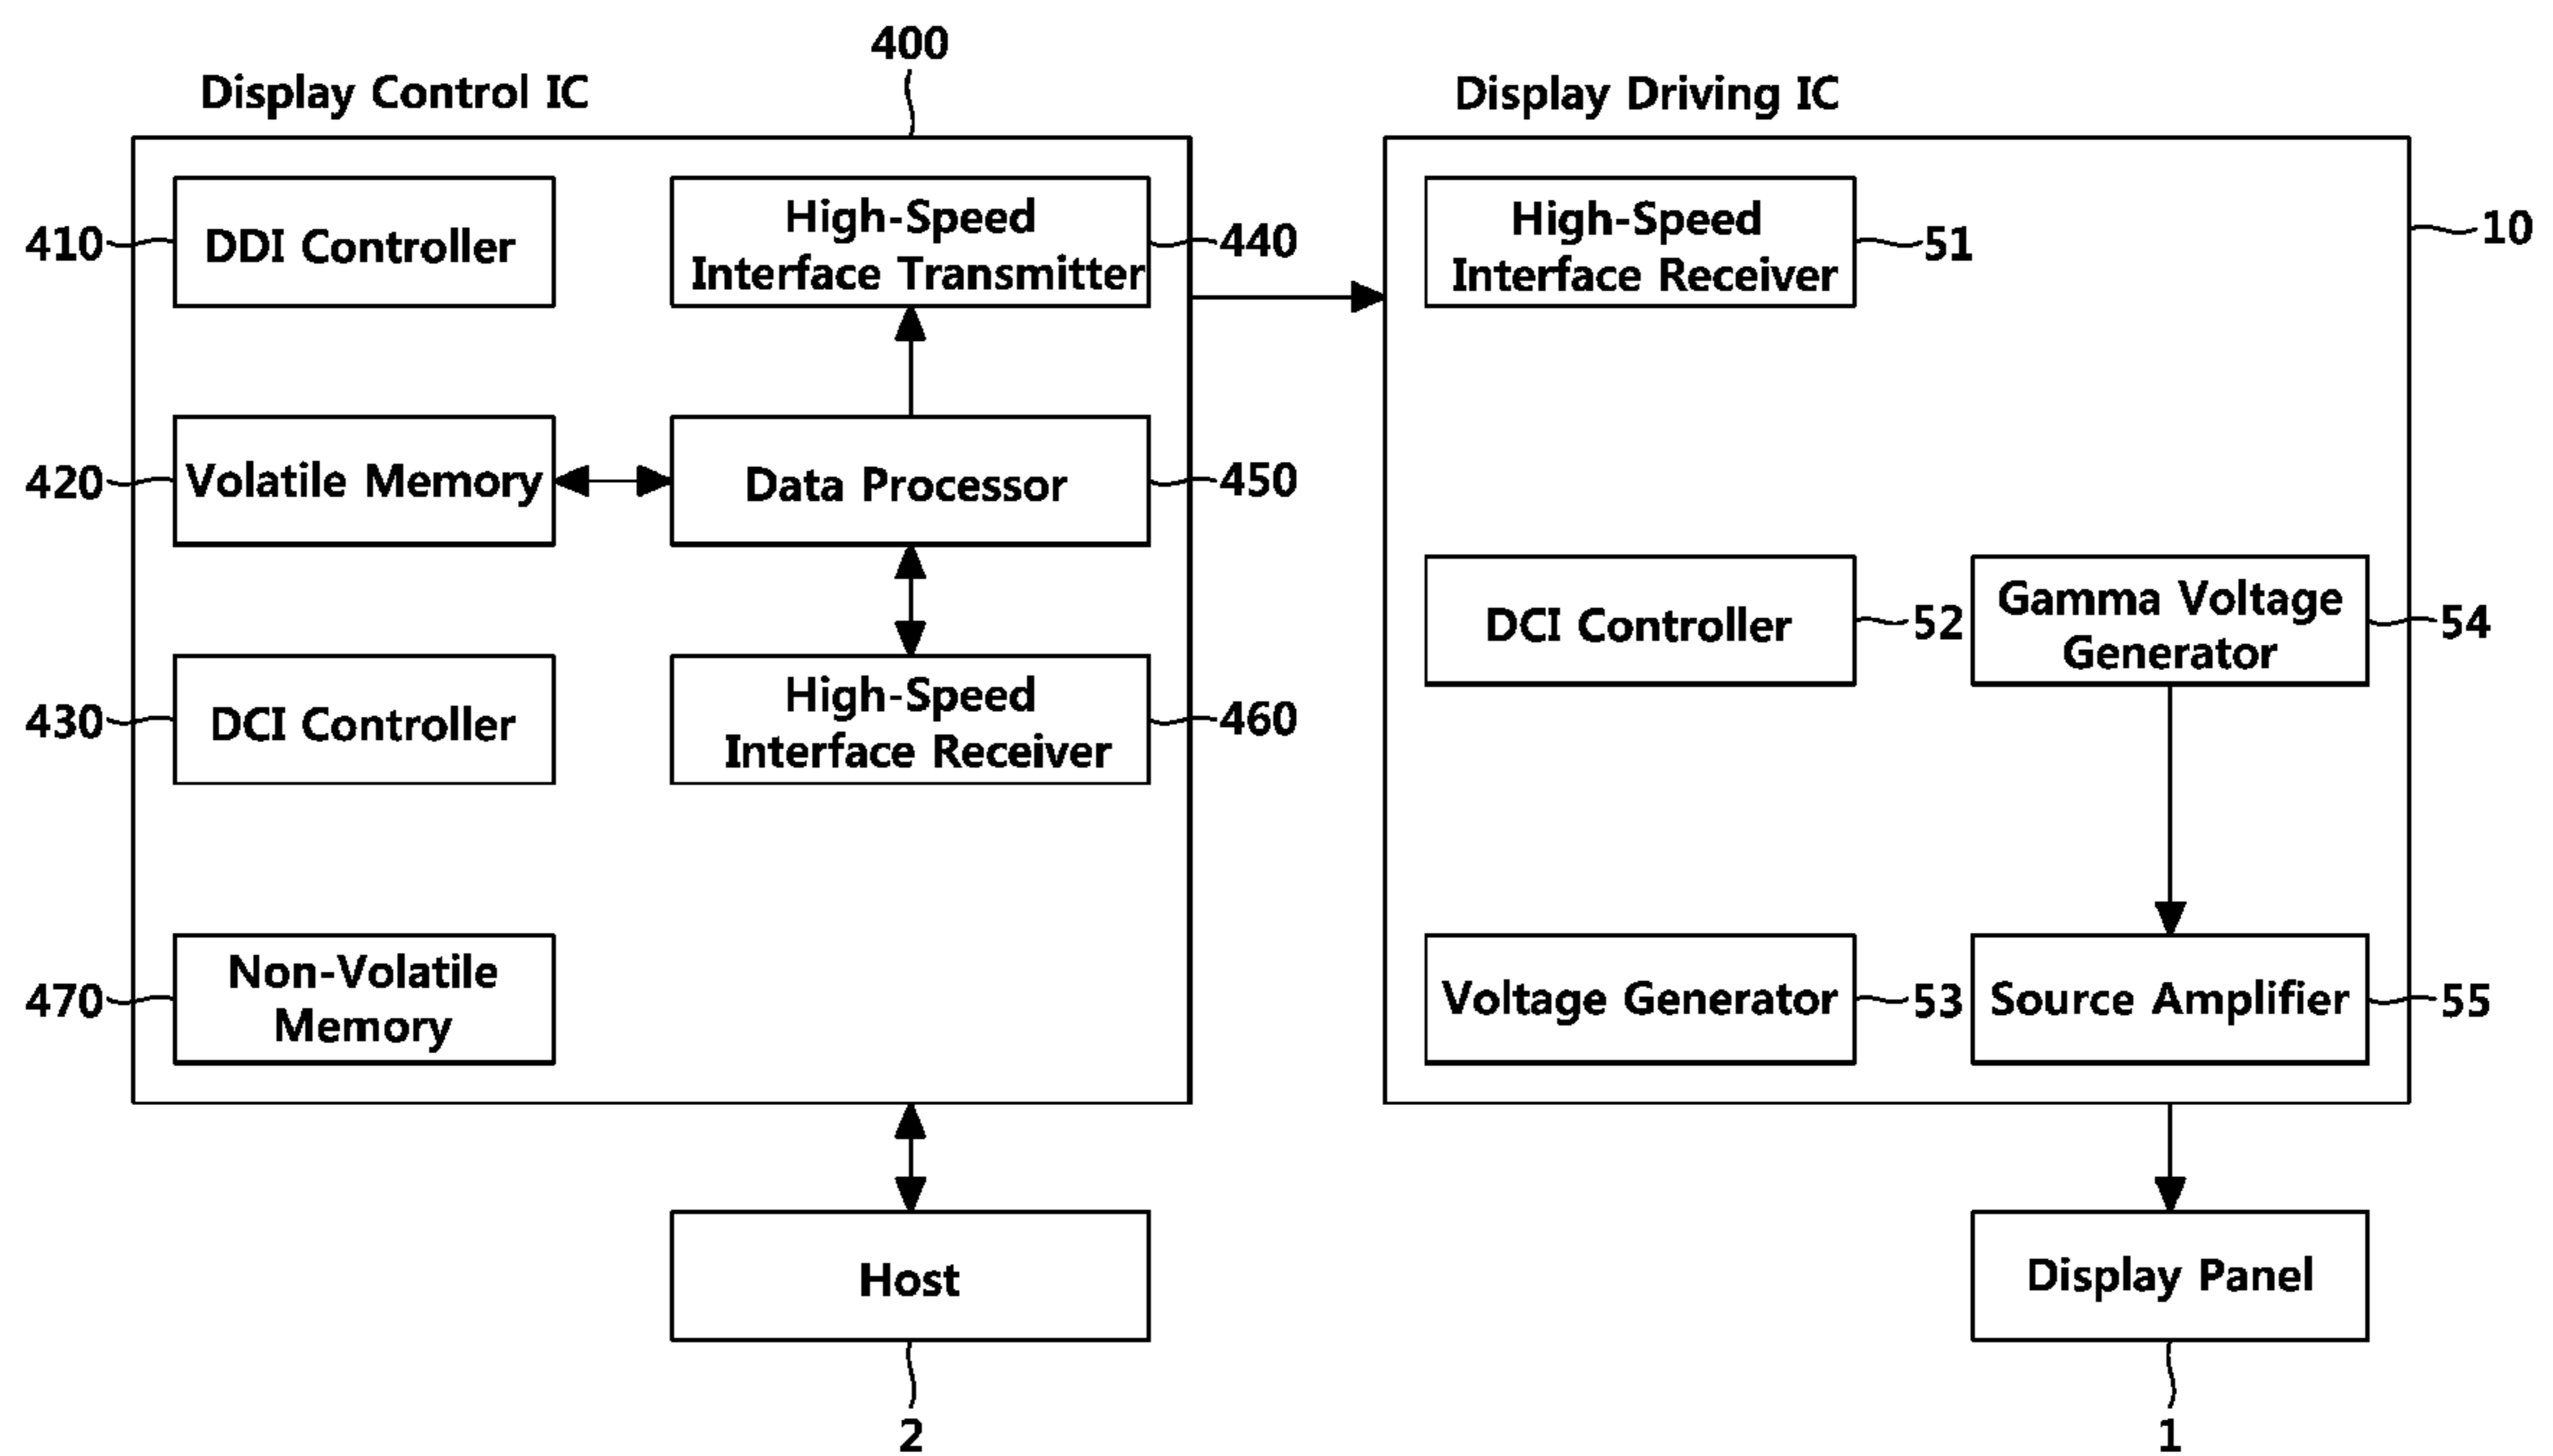 400
Display Control IC
Display Driving IC
410
DDI Controller
High-Speed
Interface Transmitter
440
High-Speed
Interface Receiver
51
10
420
Volatile Memory
Data Processor
450
DCI Controller
52
Gamma Voltage
Generator
54
430
DCI Controller
High-Speed
Interface Receiver
460
470
Non-Volatile
Memory
Voltage Generator
53
Source Amplifier
55
Host
Display Panel
2
1